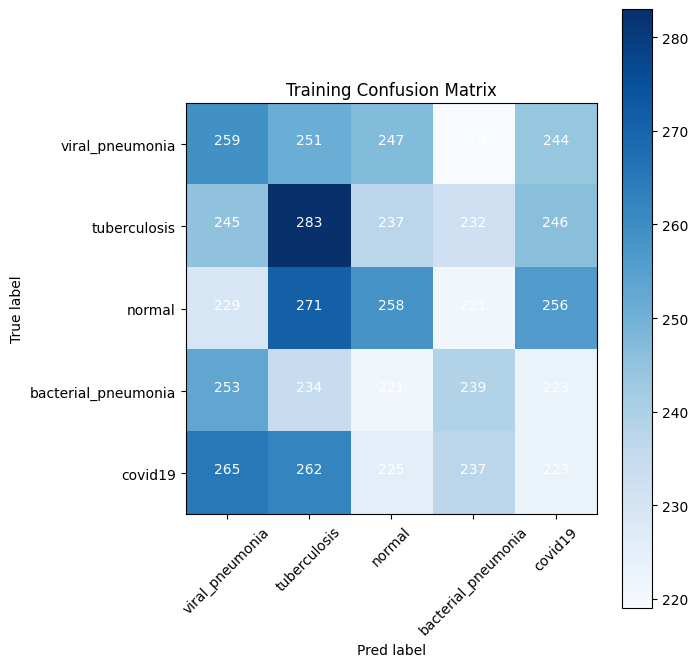 Training Confusion Matrix
True label
viral_pneumonia 259 251 247 219 244
tuberculosis 245 283 237 232 246
normal 229 271 258 221 256
bacterial_pneumonia 253 234 221 239 223
covid19 265 262 225 237 223
viral_pneumonia tuberculosis normal bacterial_pneumonia covid19
Pred label
280
270
260
250
240
230
220